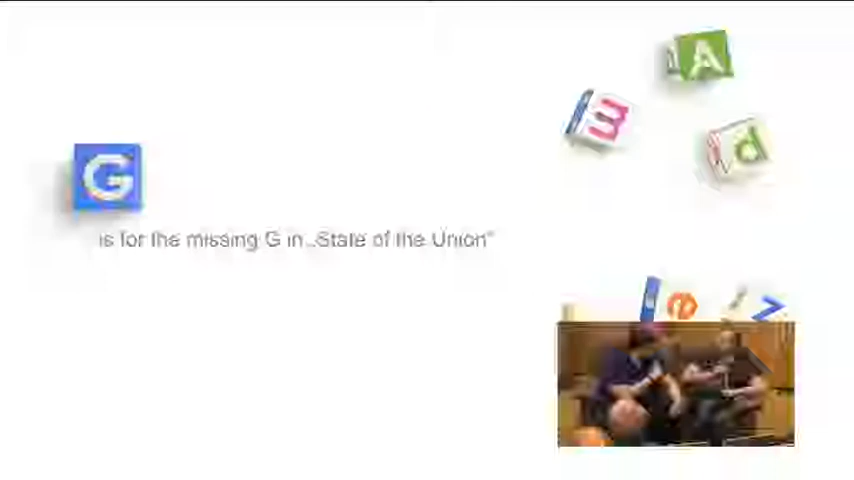 G
is for the missing G in „State of the Union"
A
m
d
e
Z